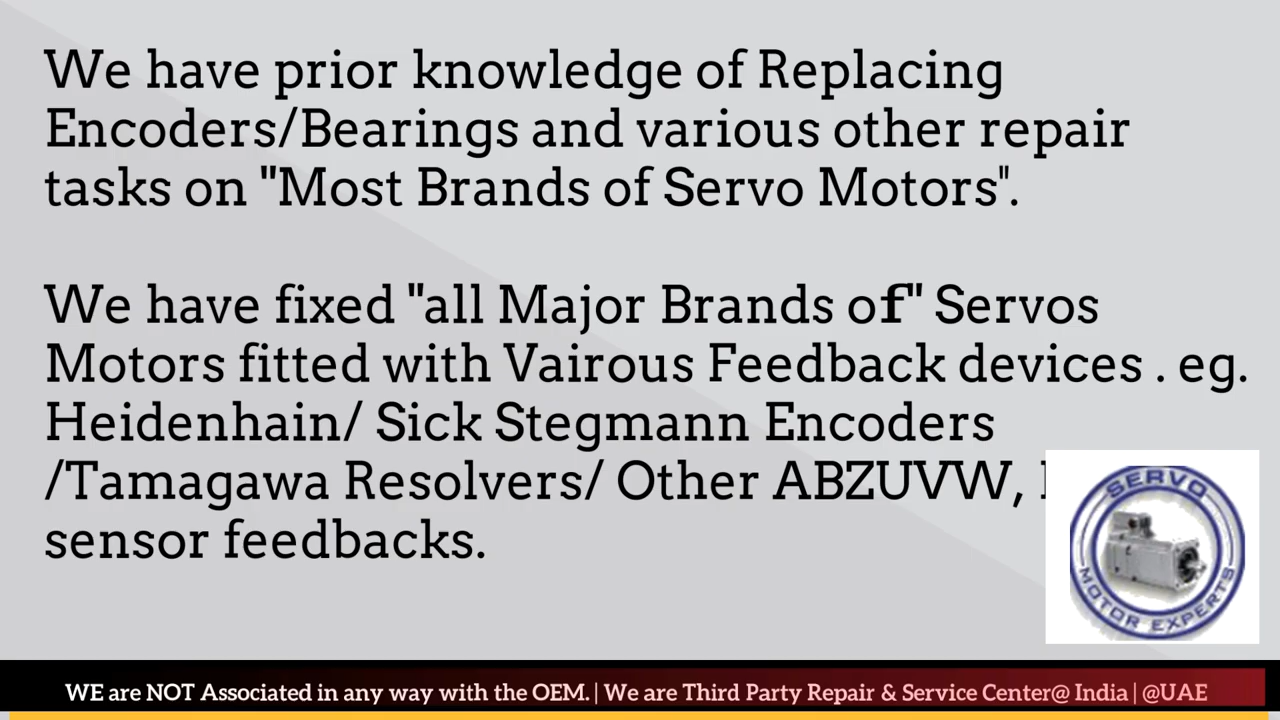 We have prior knowledge of Replacing
Encoders/Bearings and various other repair
tasks on "Most Brands of Servo Motors".
We have fixed "all Major Brands of" Servos
Motors fitted with Vairous Feedback devices . eg.
Heidenhain/ Sick Stegmann Encoders
/Tamagawa Resolvers/ Other ABZUVW,
sensor feedbacks.
SERVO
MOTOR EXPERTS
WE are NOT Associated in any way with the OEM. | We are Third Party Repair & Service Center@ India | @UAE